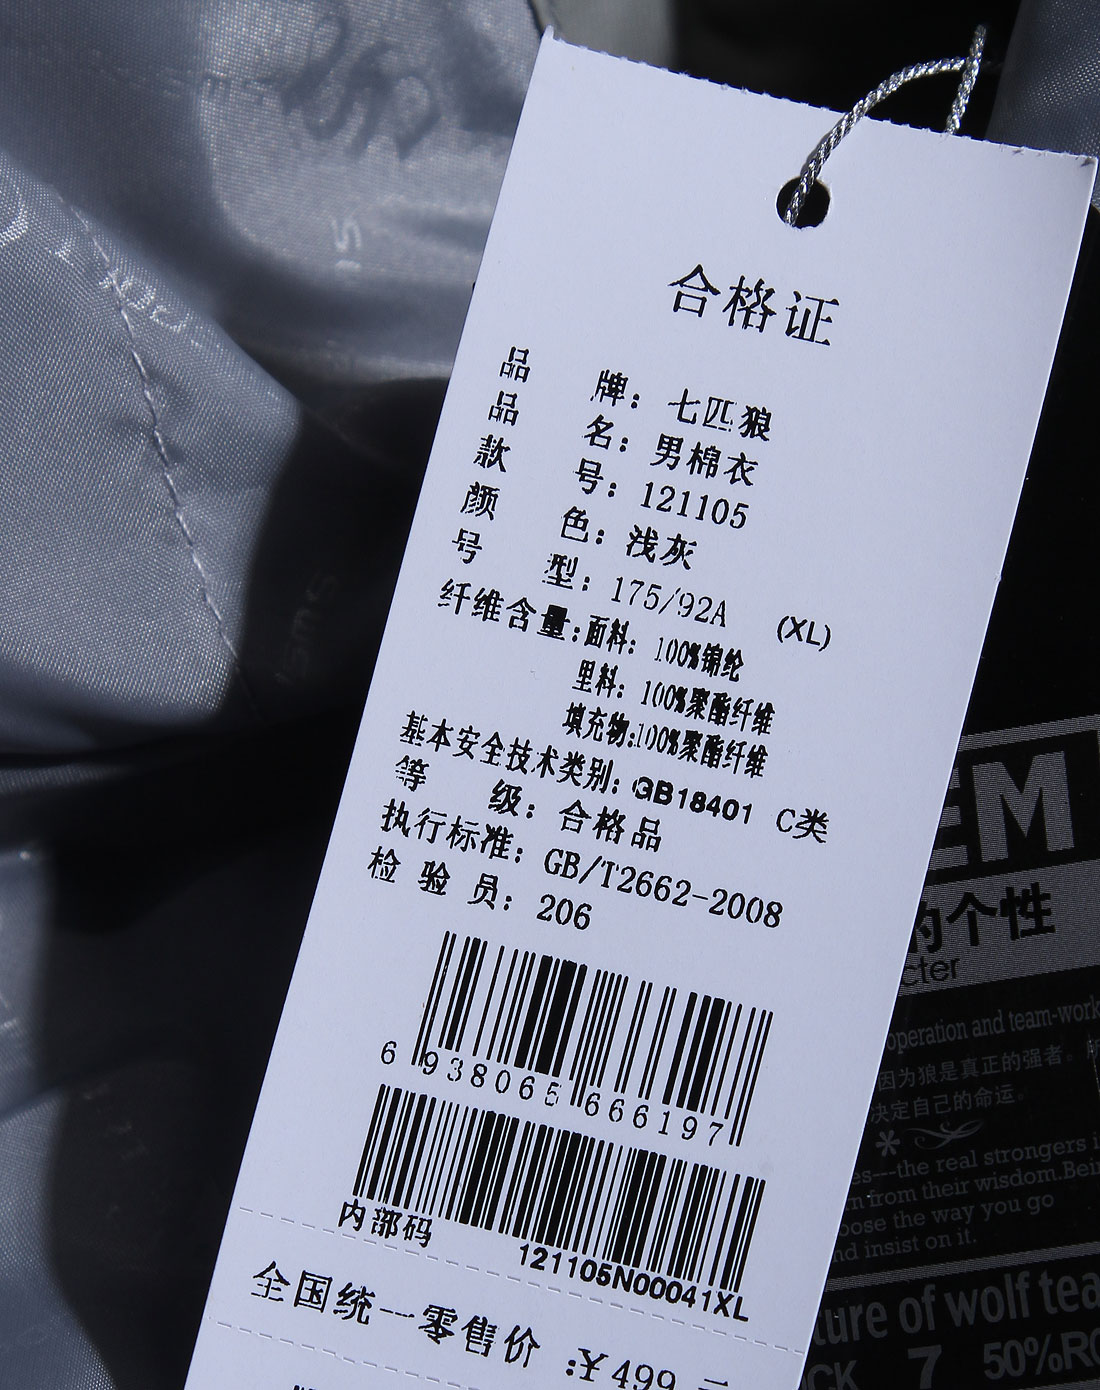 合格证
品 牌：七匹狼
品 名：男棉衣
款 号：121105
颜 色：浅灰
号 型：175/92A (XL)
纤维含量：面料：100%锦纶
里料：100%聚酯纤维
填充物：100%聚酯纤维
基本安全技术类别：GB18401 C类
等 级：合格品
执行标准：GB/T2662-2008
检 验 员：206
6 938065 666197
内部码
121105N00041XL
全国统一零售价：¥499 元
EM
的个性
cter
operation and team-work
因为狼是真正的强者。
决定自己的命运。
es---the real strongers i
n from their wisdom.Bein
oose the way you go
nd insist on it.
ture of wolf tea
CK 7 50%RO